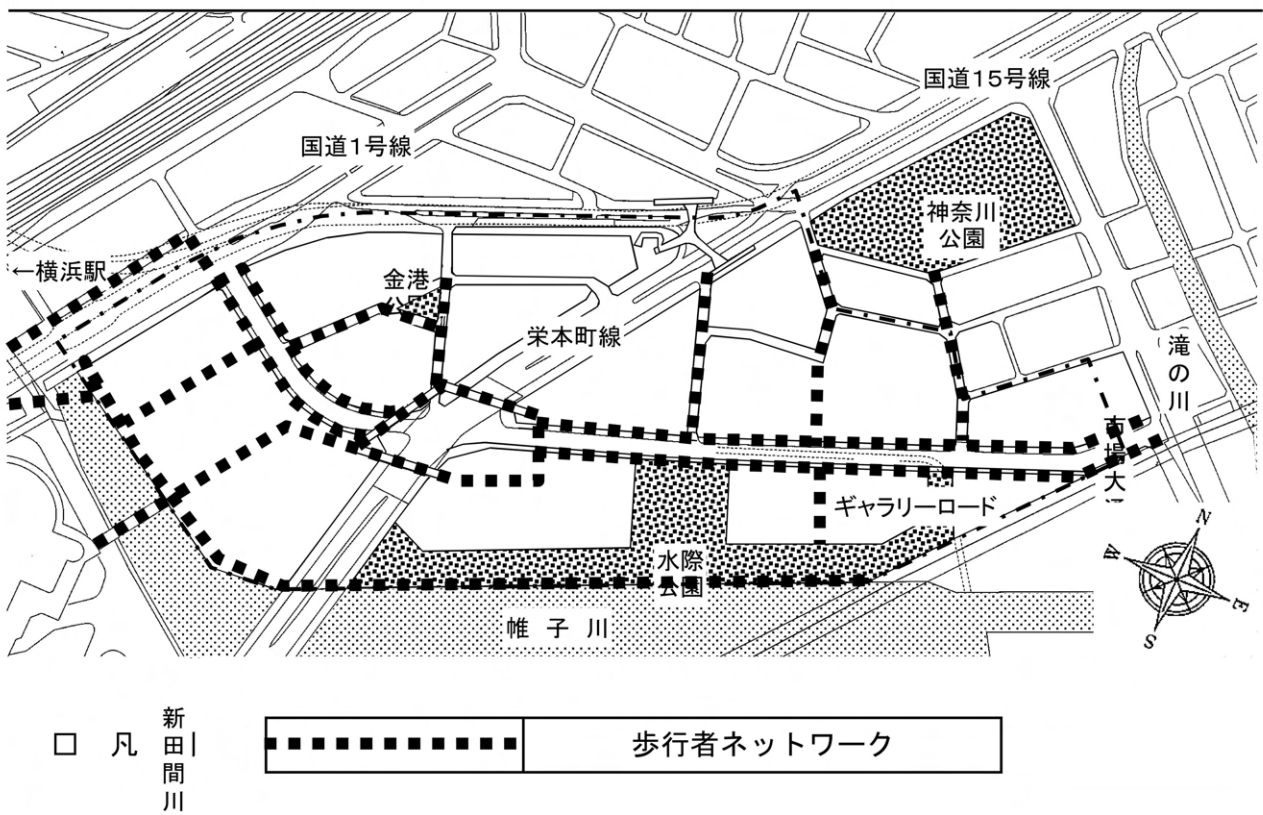 国道15号線
国道1号線
神奈川
公園
←横浜駅
金港
栄本町線
滝の川
ギャラリーロード
水際
公園
帷子川
N
W
E
S
□ 凡
新田間川
歩行者ネットワーク